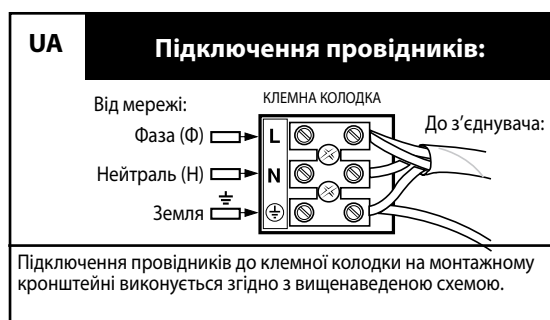 UA
Підключення провідників:
Від мережі:
КЛЕМНА КОЛОДКА
Фаза (Ф)
L
До з’єднувача:
Нейтраль (Н)
N
Земля
Підключення провідників до клемної колодки на монтажному
кронштейні виконується згідно з вищенаведеною схемою.